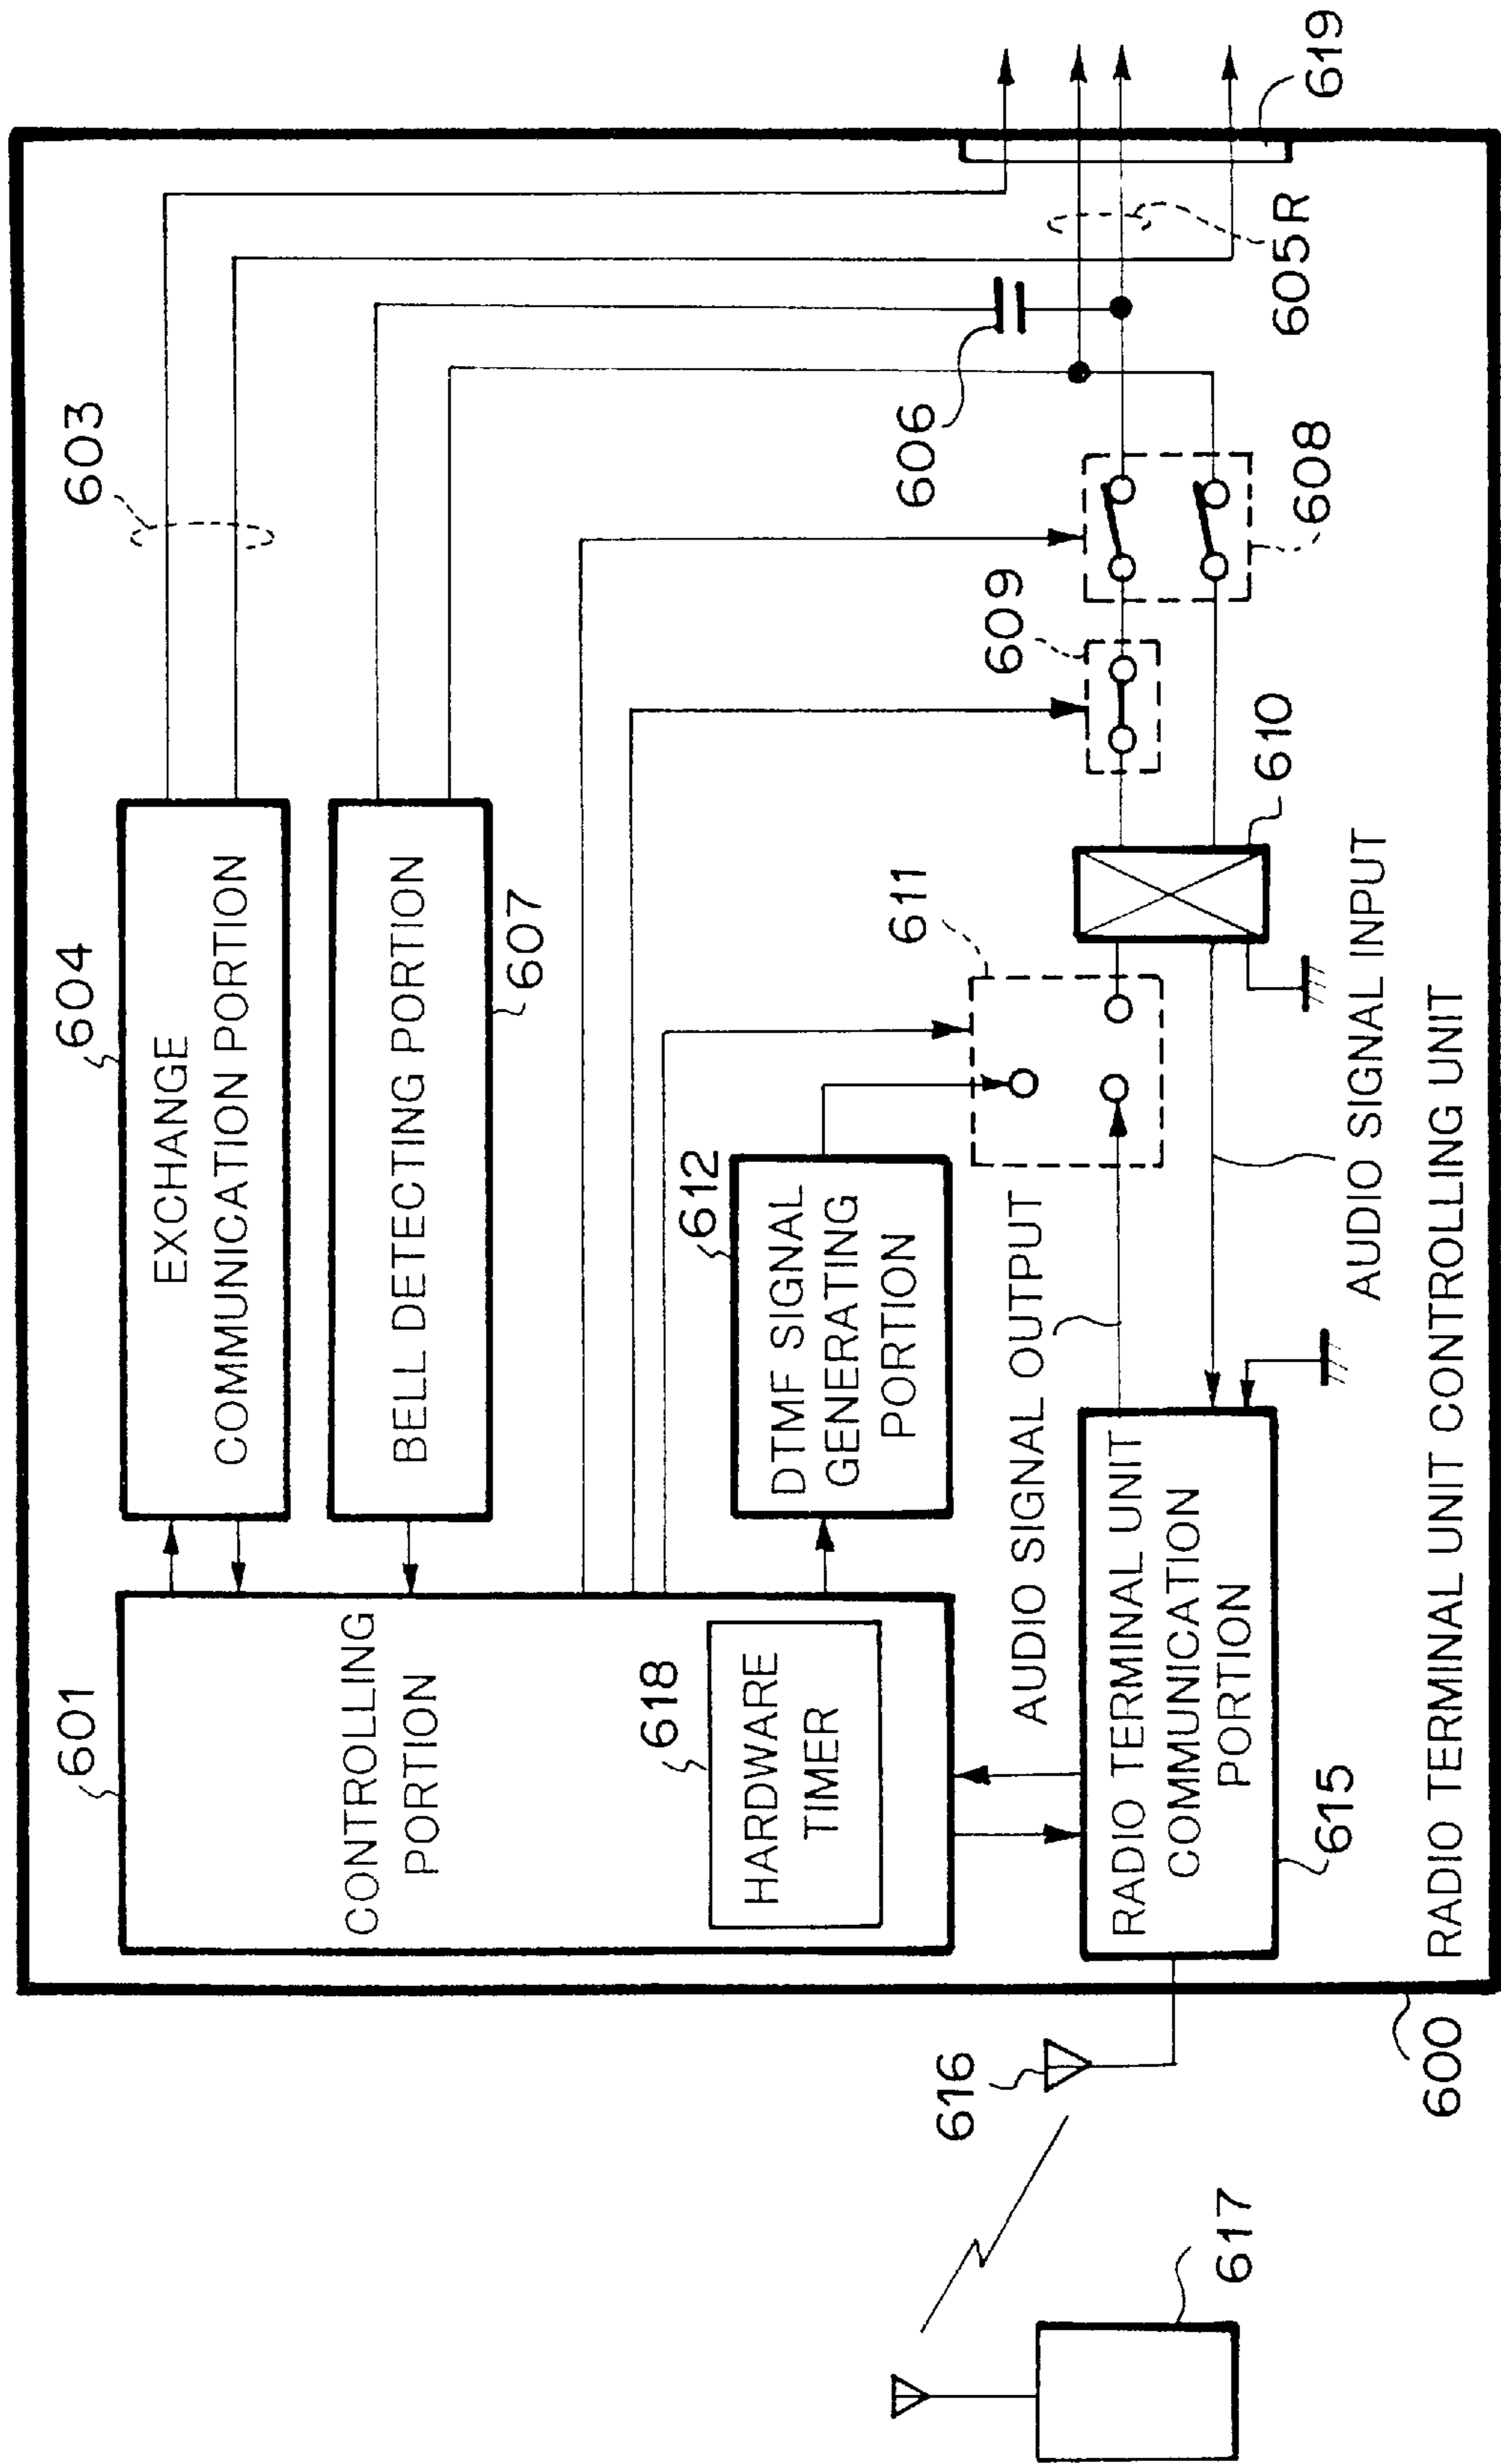 601
CONTROLLING
PORTION
618
HARDWARE
TIMER
604
EXCHANGE
COMMUNICATION PORTION
603
BELL DETECTING PORTION
607
612
DTMF SIGNAL
GENERATING
PORTION
611
609
606
608
605R
619
610
AUDIO SIGNAL OUTPUT
AUDIO SIGNAL INPUT
RADIO TERMINAL UNIT
COMMUNICATION
PORTION
615
616
617
600
RADIO TERMINAL UNIT CONTROLLING UNIT